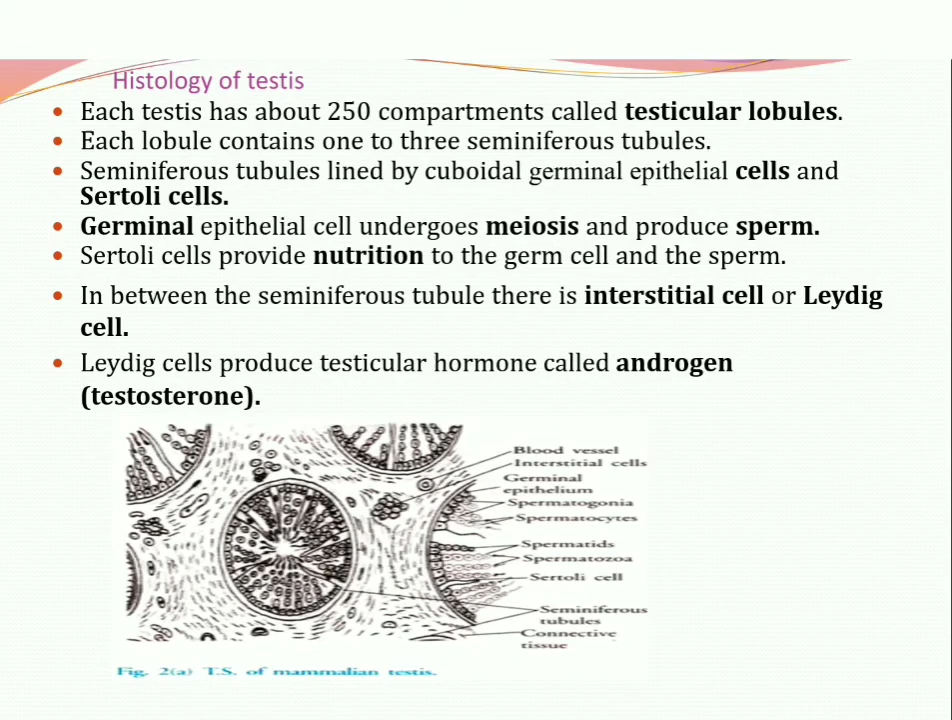 Histology of testis
• Each testis has about 250 compartments called testicular lobules.
• Each lobule contains one to three seminiferous tubules.
• Seminiferous tubules lined by cuboidal germinal epithelial cells and
Sertoli cells.
• Germinal epithelial cell undergoes meiosis and produce sperm.
• Sertoli cells provide nutrition to the germ cell and the sperm.
• In between the seminiferous tubule there is interstitial cell or Leydig
cell.
• Leydig cells produce testicular hormone called androgen
(testosterone).
Blood vessel
Interstitial cells
Germinal
epithelium
Spermatogonia
Spermatocytes
Spermatids
Spermatozoa
Sertoli cell
Seminiferous
tubules
Connective
tissue
Fig. 2(a) T.S. of mammalian testis.